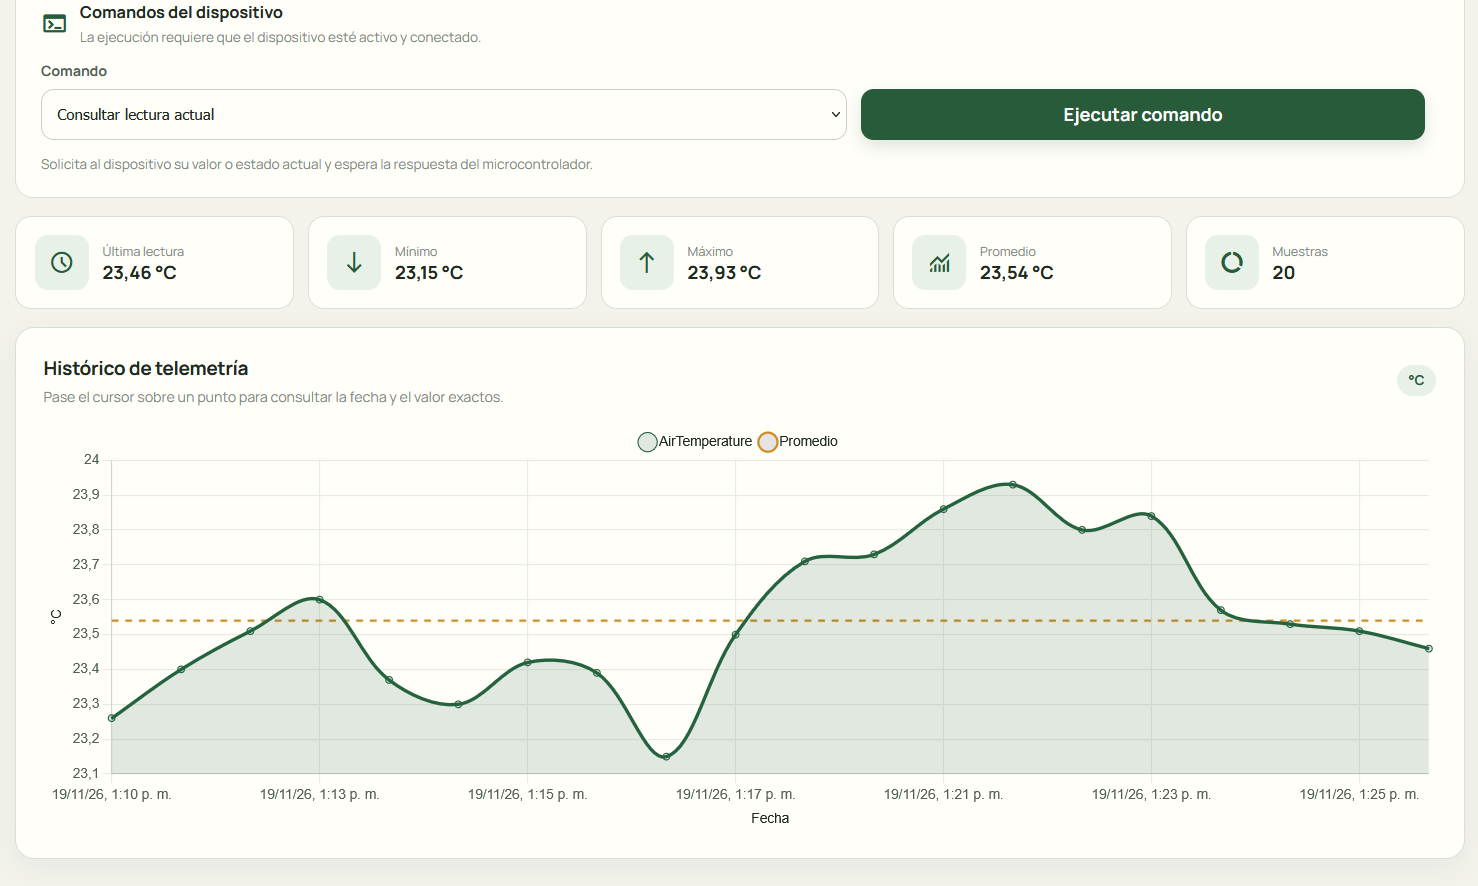 Comandos del dispositivo
La ejecución requiere que el dispositivo esté activo y conectado.
Comando
Consultar lectura actual
Ejecutar comando
Solicita al dispositivo su valor o estado actual y espera la respuesta del microcontrolador.
Última lectura
23,46 °C
Mínimo
23,15 °C
Máximo
23,93 °C
Promedio
23,54 °C
Muestras
20
Histórico de telemetría
Pase el cursor sobre un punto para consultar la fecha y el valor exactos.
°C
AirTemperature
Promedio
24
23,9
23,8
23,7
23,6
23,5
23,4
23,3
23,2
23,1
°C
19/11/26, 1:10 p. m.
19/11/26, 1:13 p. m.
19/11/26, 1:15 p. m.
19/11/26, 1:17 p. m.
19/11/26, 1:21 p. m.
19/11/26, 1:23 p. m.
19/11/26, 1:25 p. m.
Fecha